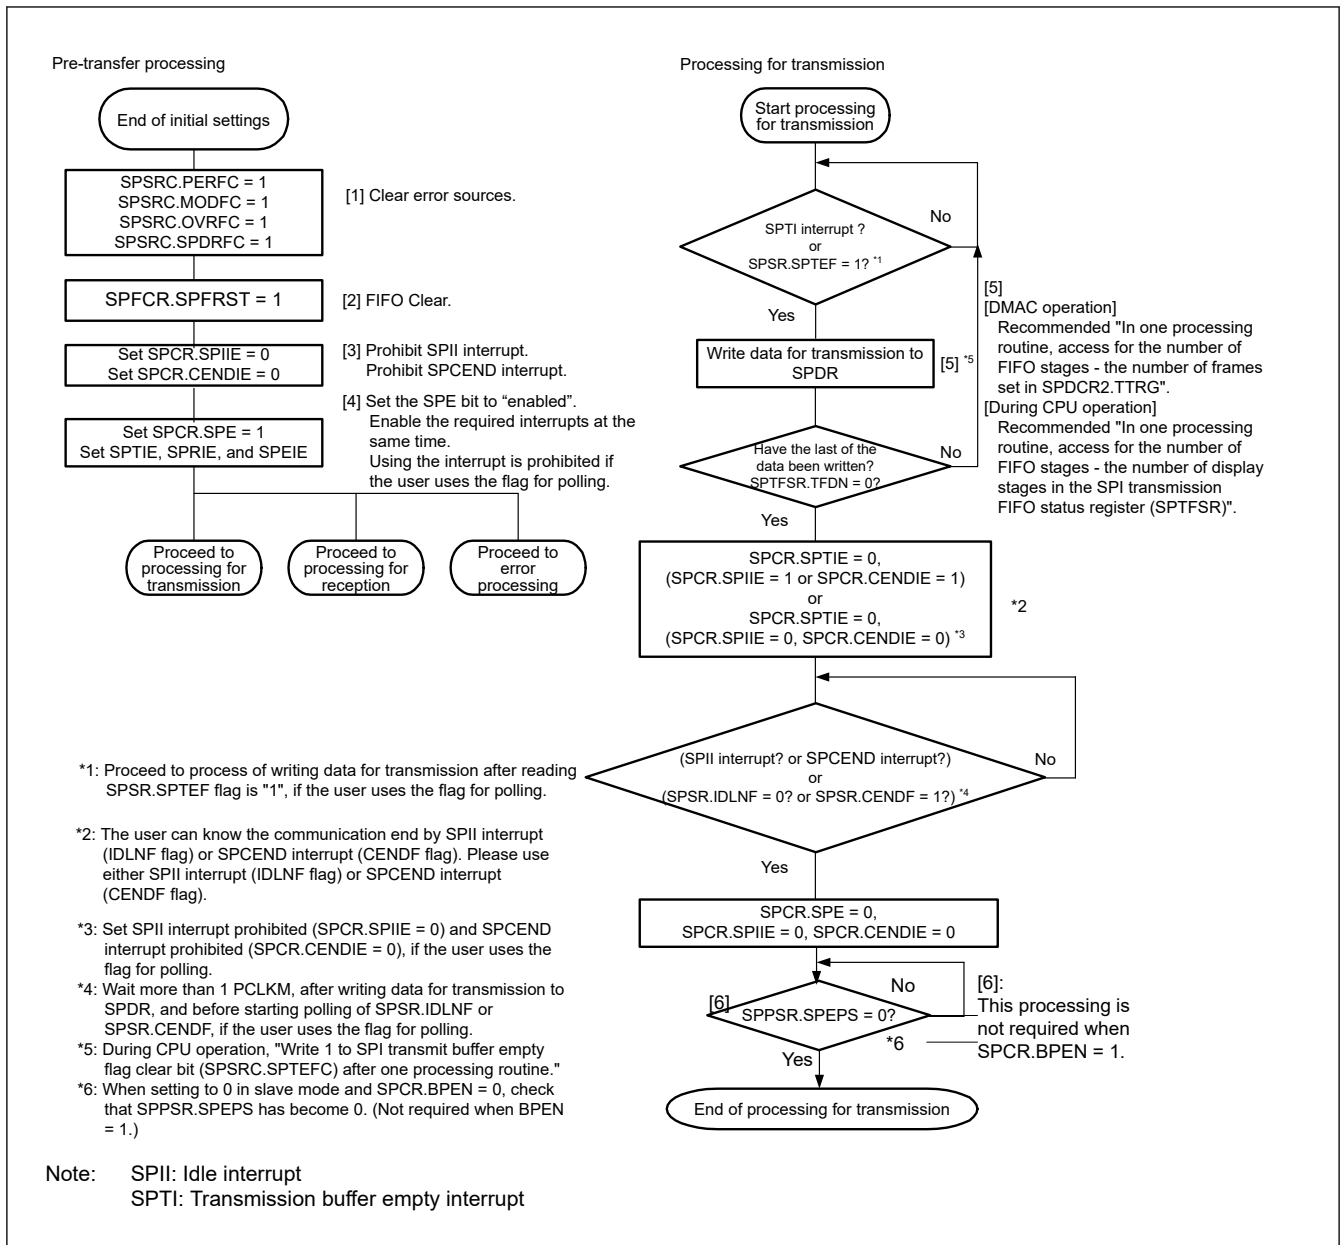 Pre-transfer processing
End of initial settings
SPSRC.PERFC = 1
SPSRC.MODFC = 1
SPSRC.OVRFC = 1
SPSRC.SPDRFC = 1
[1] Clear error sources.
SPFCR.SPFRST = 1
[2] FIFO Clear.
Set SPCR.SPIIE = 0
Set SPCR.CENDIE = 0
[3] Prohibit SPII interrupt.
Prohibit SPCEND interrupt.
Set SPCR.SPE = 1
Set SPTIE, SPRIE, and SPEIE
[4] Set the SPE bit to “enabled”.
Enable the required interrupts at the
same time.
Using the interrupt is prohibited if
the user uses the flag for polling.
Proceed to
processing for
transmission
Proceed to
processing for
reception
Proceed to
error
processing
Processing for transmission
Start processing
for transmission
SPTI interrupt ?
or
SPSR.SPTEF = 1? *1
No
Yes
Write data for transmission to
SPDR
[5] *5
[5]
[DMAC operation]
Recommended "In one processing
routine, access for the number of
FIFO stages - the number of frames
set in SPDCR2.TTRG".
[During CPU operation]
Recommended "In one processing
routine, access for the number of
FIFO stages - the number of display
stages in the SPI transmission
FIFO status register (SPTFSR)".
Have the last of the
data been written?
SPTFSR.TFDN = 0?
No
Yes
SPCR.SPTIE = 0,
(SPCR.SPIIE = 1 or SPCR.CENDIE = 1)
or
SPCR.SPTIE = 0,
(SPCR.SPIIE = 0, SPCR.CENDIE = 0) *3
*2
(SPII interrupt? or SPCEND interrupt?)
or
(SPSR.IDLNF = 0? or SPSR.CENDF = 1?) *4
No
Yes
SPCR.SPE = 0,
SPCR.SPIIE = 0, SPCR.CENDIE = 0
[6]
SPPSR.SPEPS = 0?
No
*6
Yes
[6]:
This processing is
not required when
SPCR.BPEN = 1.
End of processing for transmission
*1: Proceed to process of writing data for transmission after reading
SPSR.SPTEF flag is "1", if the user uses the flag for polling.
*2: The user can know the communication end by SPII interrupt
(IDLNF flag) or SPCEND interrupt (CENDF flag). Please use
either SPII interrupt (IDLNF flag) or SPCEND interrupt
(CENDF flag).
*3: Set SPII interrupt prohibited (SPCR.SPIIE = 0) and SPCEND
interrupt prohibited (SPCR.CENDIE = 0), if the user uses the
flag for polling.
*4: Wait more than 1 PCLKM, after writing data for transmission to
SPDR, and before starting polling of SPSR.IDLNF or
SPSR.CENDF, if the user uses the flag for polling.
*5: During CPU operation, "Write 1 to SPI transmit buffer empty
flag clear bit (SPSRC.SPTEFC) after one processing routine."
*6: When setting to 0 in slave mode and SPCR.BPEN = 0, check
that SPPSR.SPEPS has become 0. (Not required when BPEN
= 1.)
Note: SPII: Idle interrupt
SPTI: Transmission buffer empty interrupt